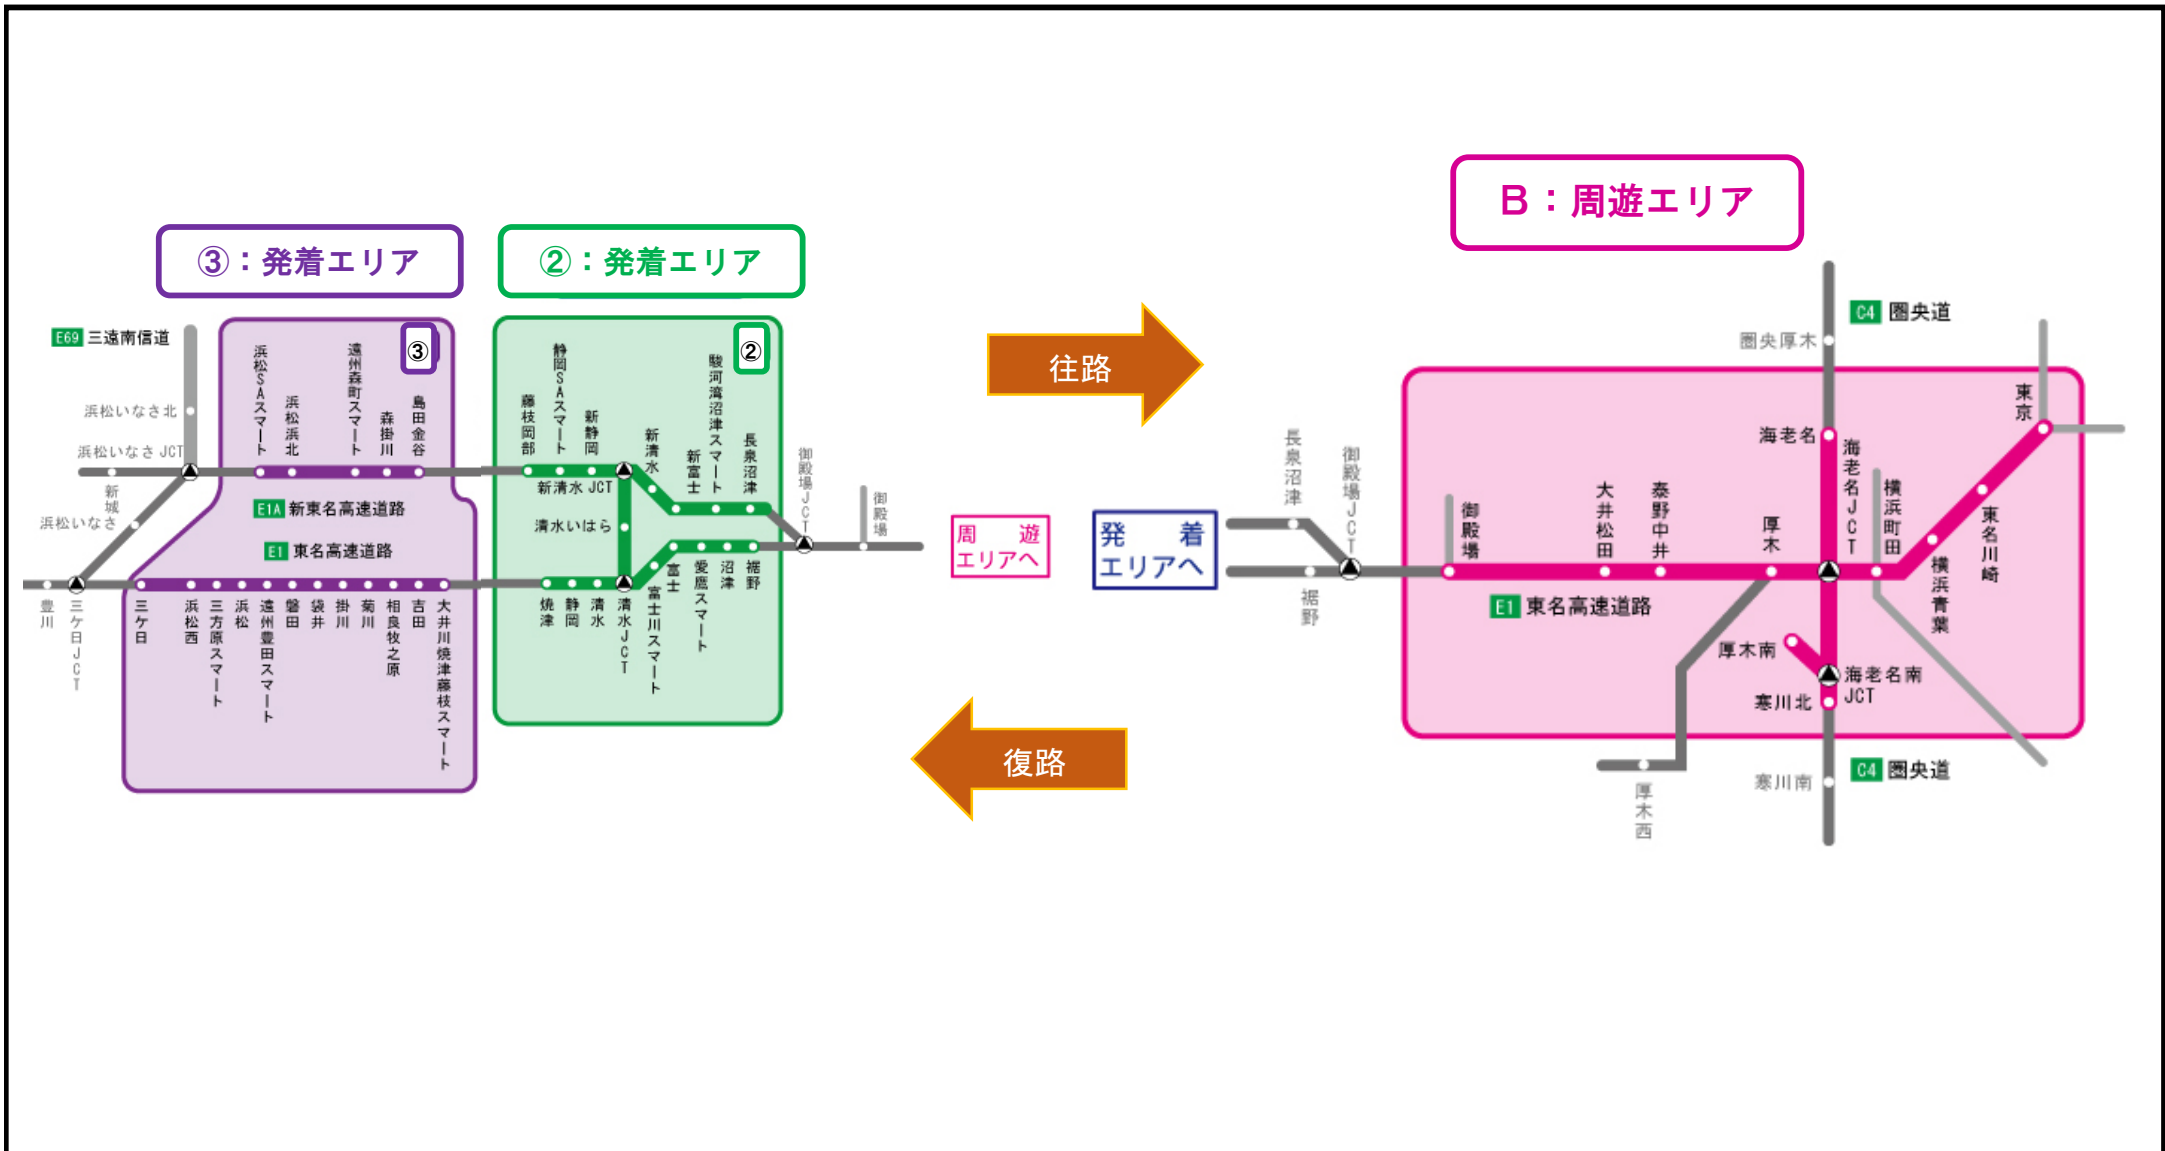 B：周遊エリア
③：発着エリア
②：発着エリア
E69 三遠南信道
浜松いなさ北
浜松いなさJCT
新城
浜松いなさ
浜松SAスマート
浜松浜北
遠州森町スマート
森掛川
島田金谷
③
E1A 新東名高速道路
E1 東名高速道路
豊川
三ケ日JCT
三ケ日
浜松西
三方原スマート
浜松
遠州豊田スマート
磐田
袋井
掛川
菊川
相良牧之原
吉田
大井川焼津藤枝スマート
②
藤枝岡部
静岡SAスマート
新静岡
新清水JCT
新清水
新富士
駿河湾沼津スマート
長泉沼津
清水いはら
焼津
静岡
清水
清水JCT
富士川スマート
富士
愛鷹スマート
沼津
裾野
御殿場JCT
御殿場
周遊
エリアへ
往路
復路
発着
エリアへ
長泉沼津
御殿場JCT
裾野
御殿場
大井松田
秦野中井
厚木
E1 東名高速道路
C4 圏央道
圏央厚木
海老名
海老名JCT
横浜町田
東京
東名川崎
横浜青葉
厚木南
海老名南
JCT
寒川北
寒川南
C4 圏央道
厚木西